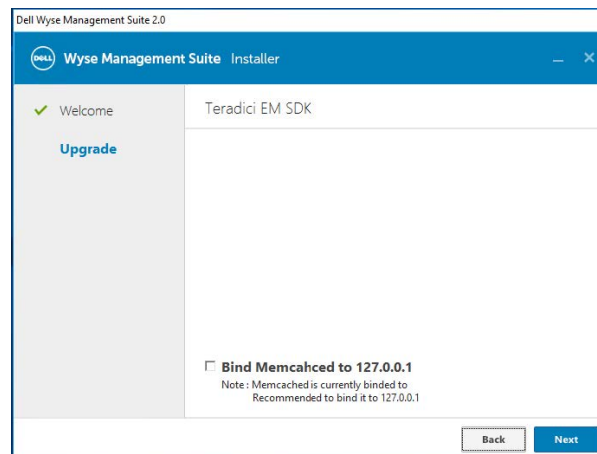 Dell Wyse Management Suite 2.0
DELL Wyse Management Suite Installer
Welcome
Teradici EM SDK
Upgrade
Bind Memcahced to 127.0.0.1
Note : Memcached is currently binded to
Recommended to bind it to 127.0.0.1
Back Next